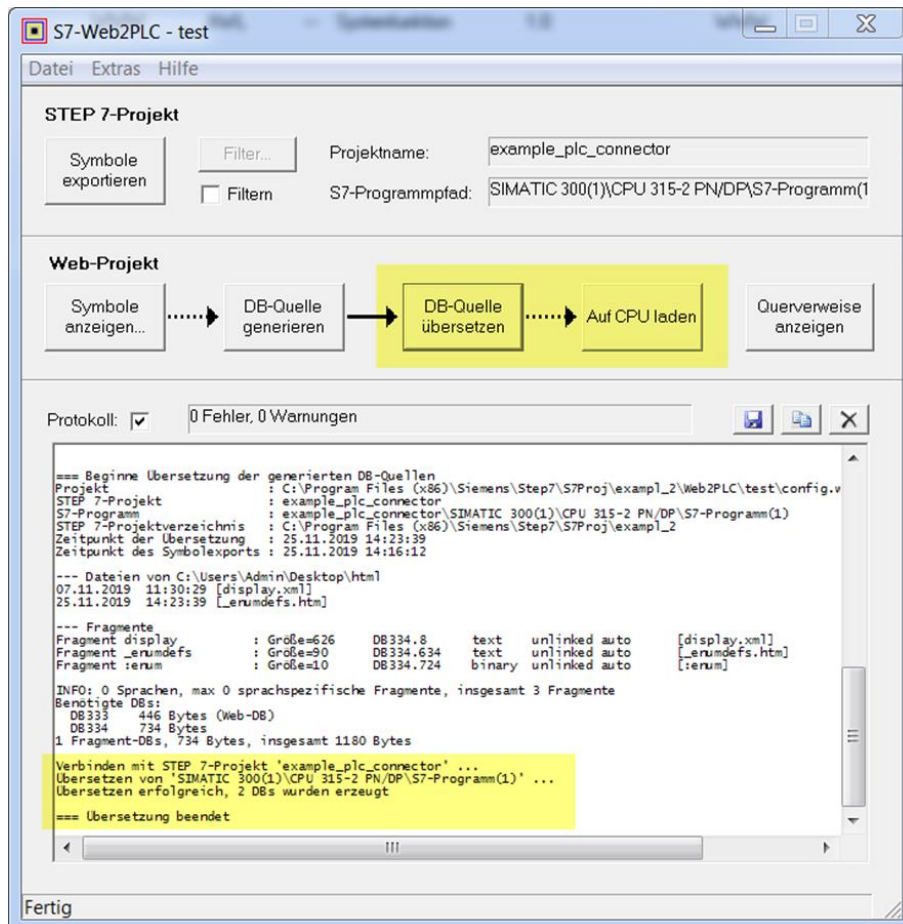 S7-Web2PLC - test
Datei Extras Hilfe
STEP 7-Projekt
Symbole
exportieren
Filter...
Filtern
Projektname:
example_plc_connector
S7-Programmpfad:
SIMATIC 300(1)\CPU 315-2 PN/DP\S7-Programm(1
Web-Projekt
Symbole
anzeigen...
DB-Quelle
generieren
DB-Quelle
übersetzen
Auf CPU laden
Querverweise
anzeigen
Protokoll:
0 Fehler, 0 Warnungen
=== Beginne Übersetzung der generierten DB-Quellen
Projekt : C:\Program Files (x86)\Siemens\Step7\S7Proj\exampl_2\Web2PLC\test\config.w
STEP 7-Projekt : example_plc_connector
S7-Programm : example_plc_connector\SIMATIC 300(1)\CPU 315-2 PN/DP\S7-Programm(1)
STEP 7-Projektverzeichnis : C:\Program Files (x86)\Siemens\Step7\S7Proj\exampl_2
Zeitpunkt der Übersetzung : 25.11.2019 14:23:39
Zeitpunkt des Symbolexports : 25.11.2019 14:16:12
--- Dateien von C:\Users\Admin\Desktop\html
07.11.2019 11:30:29 [display.xml]
25.11.2019 14:23:39 [_enumdefs.htm]
--- Fragmente
Fragment display : Größe=626 DB334.8 text unlinked auto [display.xml]
Fragment _enumdefs : Größe=90 DB334.634 text unlinked auto [_enumdefs.htm]
Fragment :enum : Größe=10 DB334.724 binary unlinked auto [:enum]
INFO: 0 Sprachen, max 0 sprachspezifische Fragmente, insgesamt 3 Fragmente
Benötigte DBs:
DB333 446 Bytes (Web-DB)
DB334 734 Bytes
1 Fragment-DBs, 734 Bytes, insgesamt 1180 Bytes
Verbinden mit STEP 7-Projekt 'example_plc_connector' ...
Übersetzen von 'SIMATIC 300(1)\CPU 315-2 PN/DP\S7-Programm(1)' ...
Übersetzen erfolgreich, 2 DBs wurden erzeugt
=== Übersetzung beendet
Fertig